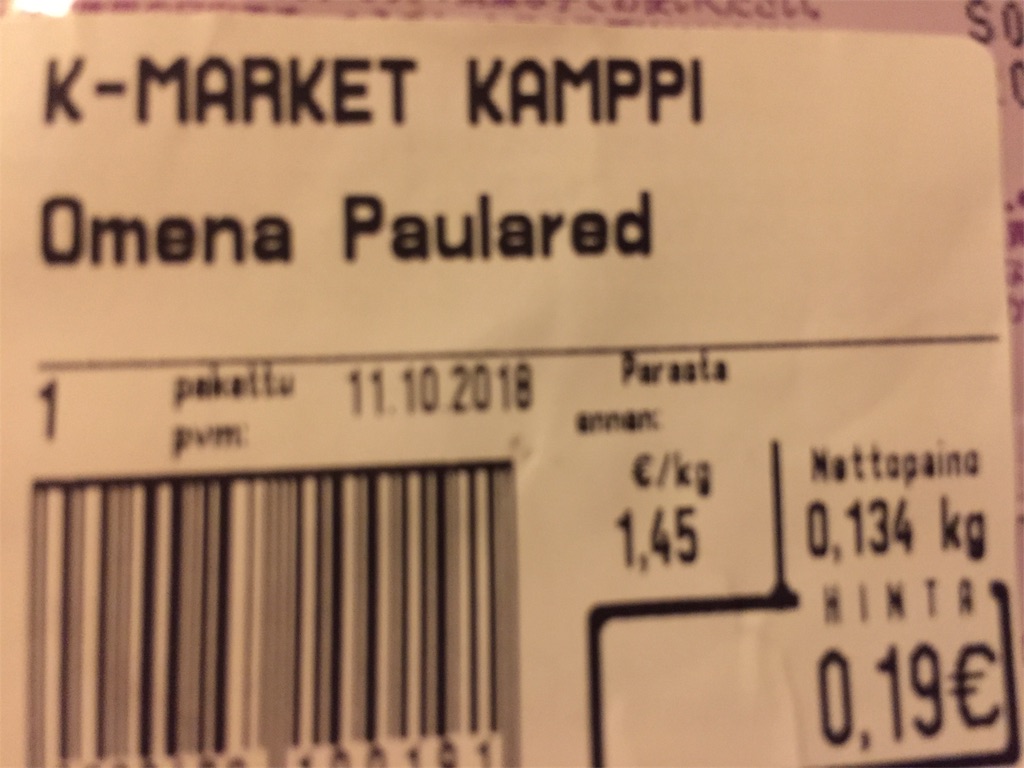 K-MARKET KAMPPI
Omena Paulared
1 pakattu pvm: 11.10.2018 Parasta ennen:
€/kg 1,45
Nettopaino 0,134 kg
HINTA
0,19€